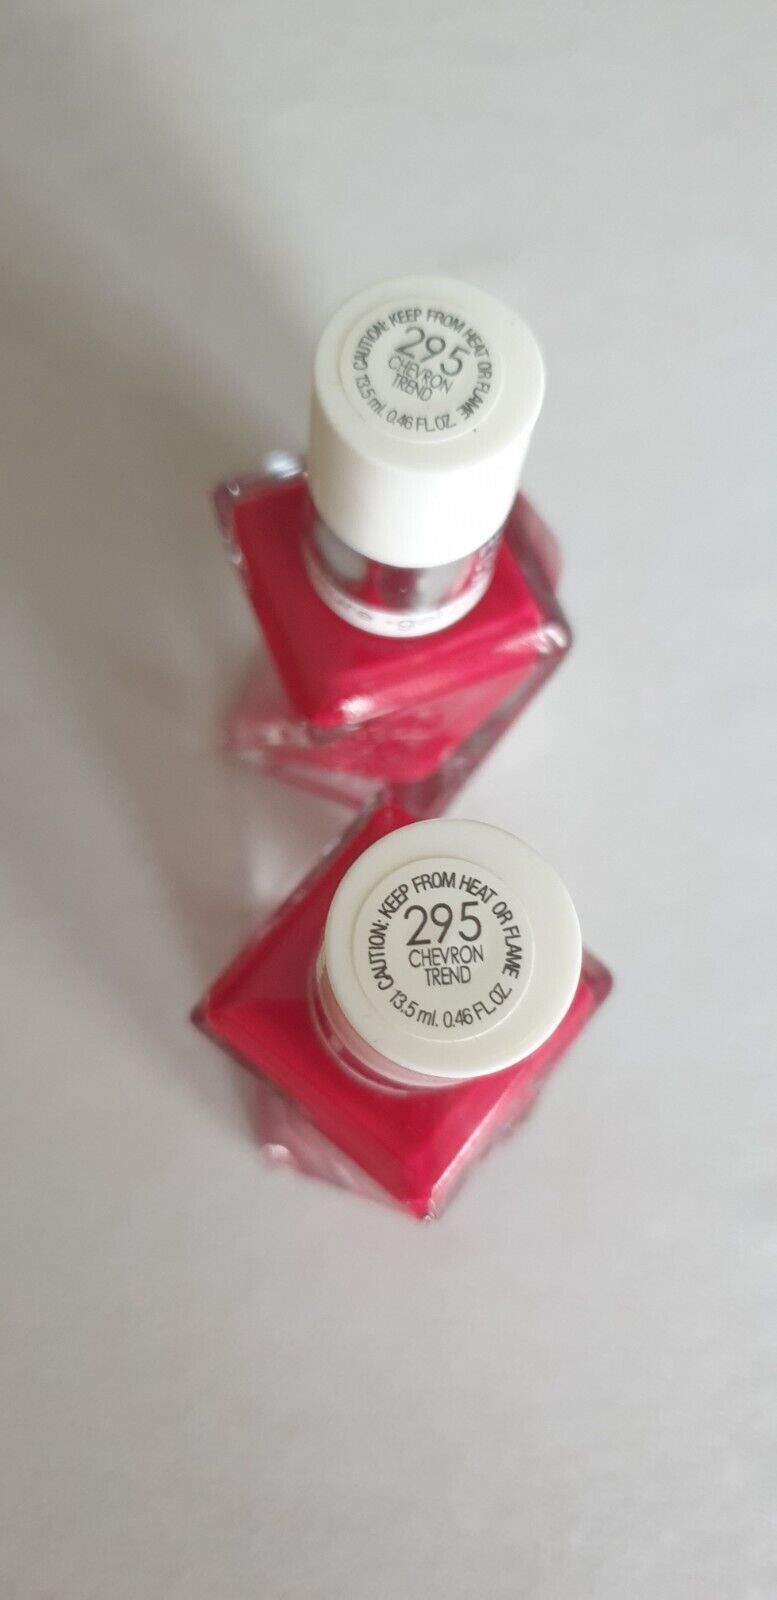 CAUTION: KEEP FROM HEAT OR FLAME
295
CHEVRON
TREND
13.5 ml. 0.46 FL.OZ.
CAUTION: KEEP FROM HEAT OR FLAME
295
CHEVRON
TREND
13.5 ml. 0.46 FL.OZ.